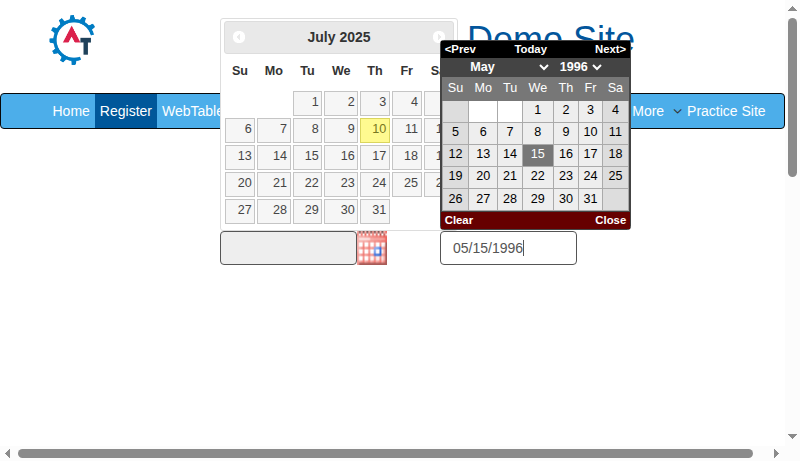 AT
Demo Site
Home Register WebTable
More Practice Site
July 2025
Su Mo Tu We Th Fr
1 2 3 4
6 7 8 9 10 11
13 14 15 16 17 18
20 21 22 23 24 25
27 28 29 30 31
<Prev Today Next>
May 1996
Su Mo Tu We Th Fr Sa
1 2 3 4
5 6 7 8 9 10 11
12 13 14 15 16 17 18
19 20 21 22 23 24 25
26 27 28 29 30 31
Clear Close
05/15/1996